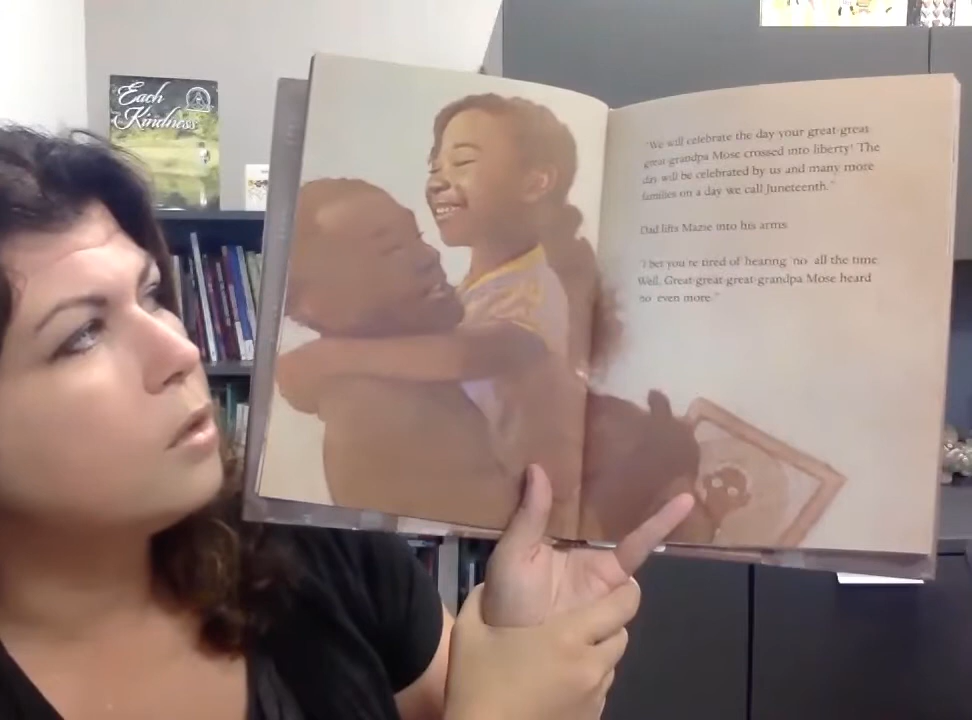 Each
Kindness
"We will celebrate the day your great-great
great grandpa Mose crossed into liberty! The
day will be celebrated by us and many more
families on a day we call Juneteenth."
Dad lifts Mazie into his arms
"I bet you're tired of hearing 'no' all the time
Well, Great-great-great-grandpa Mose heard
'no' even more."